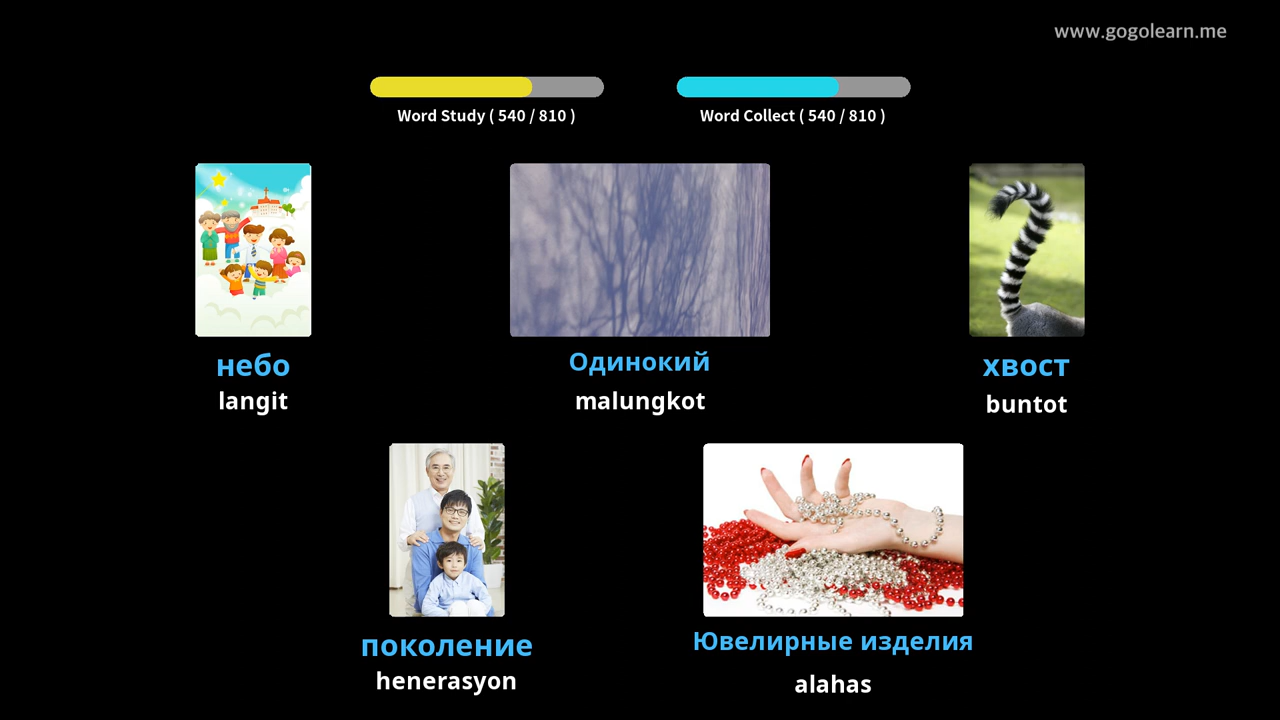 www.gogolearn.me
Word Study ( 540 / 810 )
Word Collect ( 540 / 810 )
небо
langit
Одинокий
malungkot
хвост
buntot
поколение
henerasyon
Ювелирные изделия
alahas